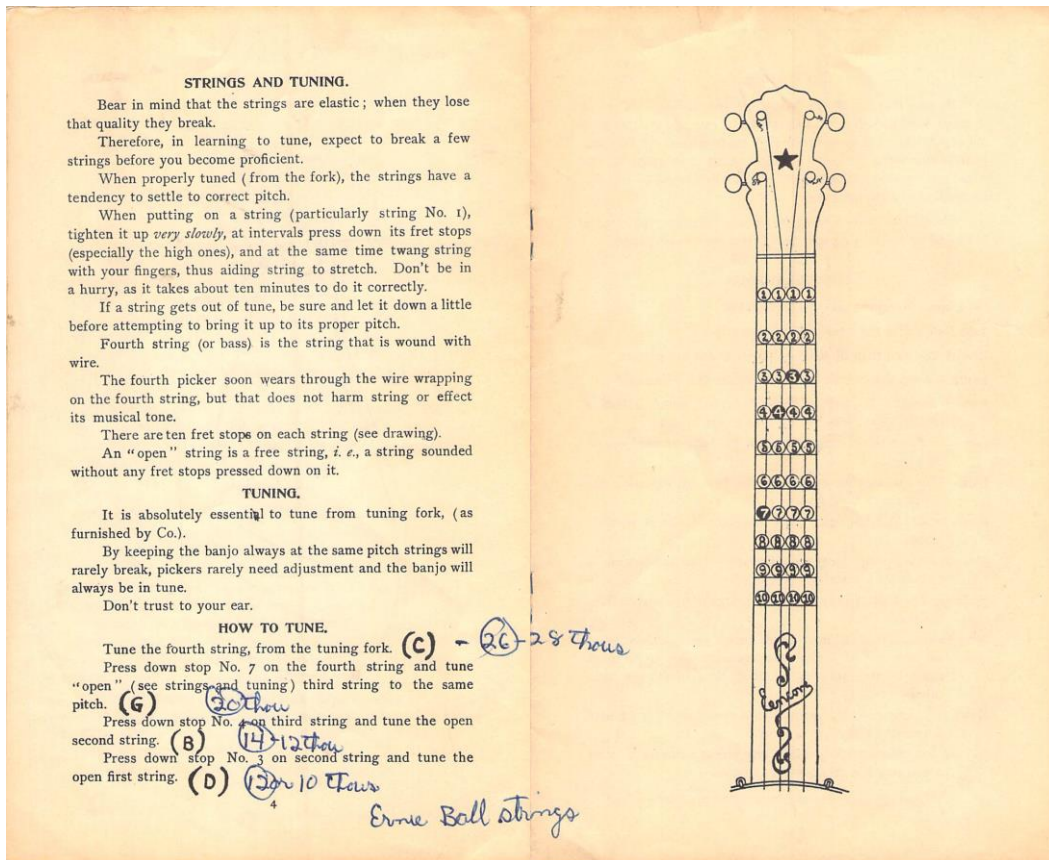 STRINGS AND TUNING.
Bear in mind that the strings are elastic; when they lose
that quality they break.
Therefore, in learning to tune, expect to break a few
strings before you become proficient.
When properly tuned (from the fork), the strings have a
tendency to settle to correct pitch.
When putting on a string (particularly string No. 1),
tighten it up very slowly, at intervals press down its fret stops
(especially the high ones), and at the same time twang string
with your fingers, thus aiding string to stretch. Don't be in
a hurry, as it takes about ten minutes to do it correctly.
If a string gets out of tune, be sure and let it down a little
before attempting to bring it up to its proper pitch.
Fourth string (or bass) is the string that is wound with
wire.
The fourth picker soon wears through the wire wrapping
on the fourth string, but that does not harm string or effect
its musical tone.
There are ten fret stops on each string (see drawing).
An "open" string is a free string, i. e., a string sounded
without any fret stops pressed down on it.
TUNING.
It is absolutely essential to tune from tuning fork, (as
furnished by Co.).
By keeping the banjo always at the same pitch strings will
rarely break, pickers rarely need adjustment and the banjo will
always be in tune.
Don't trust to your ear.
HOW TO TUNE.
Tune the fourth string, from the tuning fork. (C) - 26-28 thous
Press down stop No. 7 on the fourth string and tune
"open" (see strings and tuning) third string to the same
pitch. (G) 20 thou
Press down stop No. 4 on third string and tune the open
second string. (B) 14-12 thou
Press down stop No. 3 on second string and tune the
open first string. (D) 12 or 10 thous
4
Ernie Ball strings
1 1 1 1
2 2 2 2
3 3 3 3
4 4 4 4
5 5 5 5
6 6 6 6
7 7 7 7
8 8 8 8
9 9 9 9
10 10 10 10